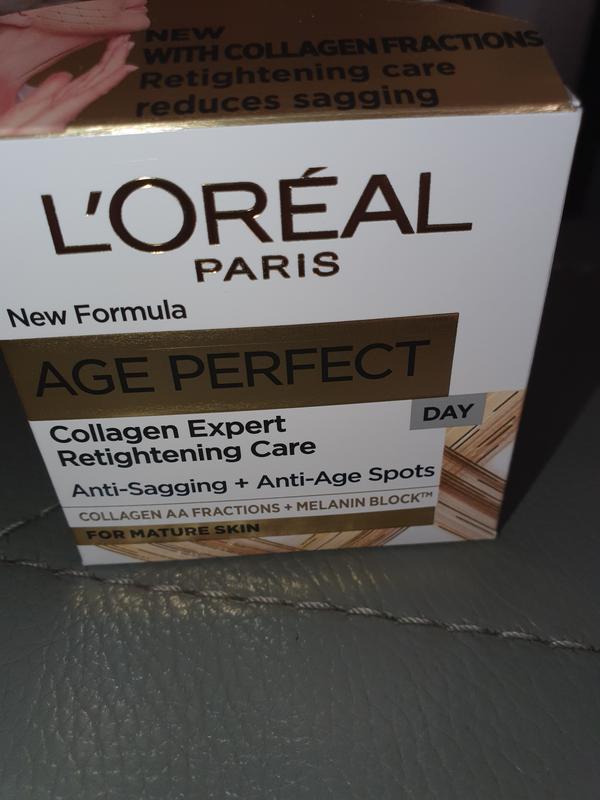 NEW
WITH COLLAGEN FRACTIONS
Retightening care
reduces sagging
L'ORÉAL
PARIS
New Formula
AGE PERFECT
DAY
Collagen Expert
Retightening Care
Anti-Sagging + Anti-Age Spots
COLLAGEN AA FRACTIONS + MELANIN BLOCK™
FOR MATURE SKIN